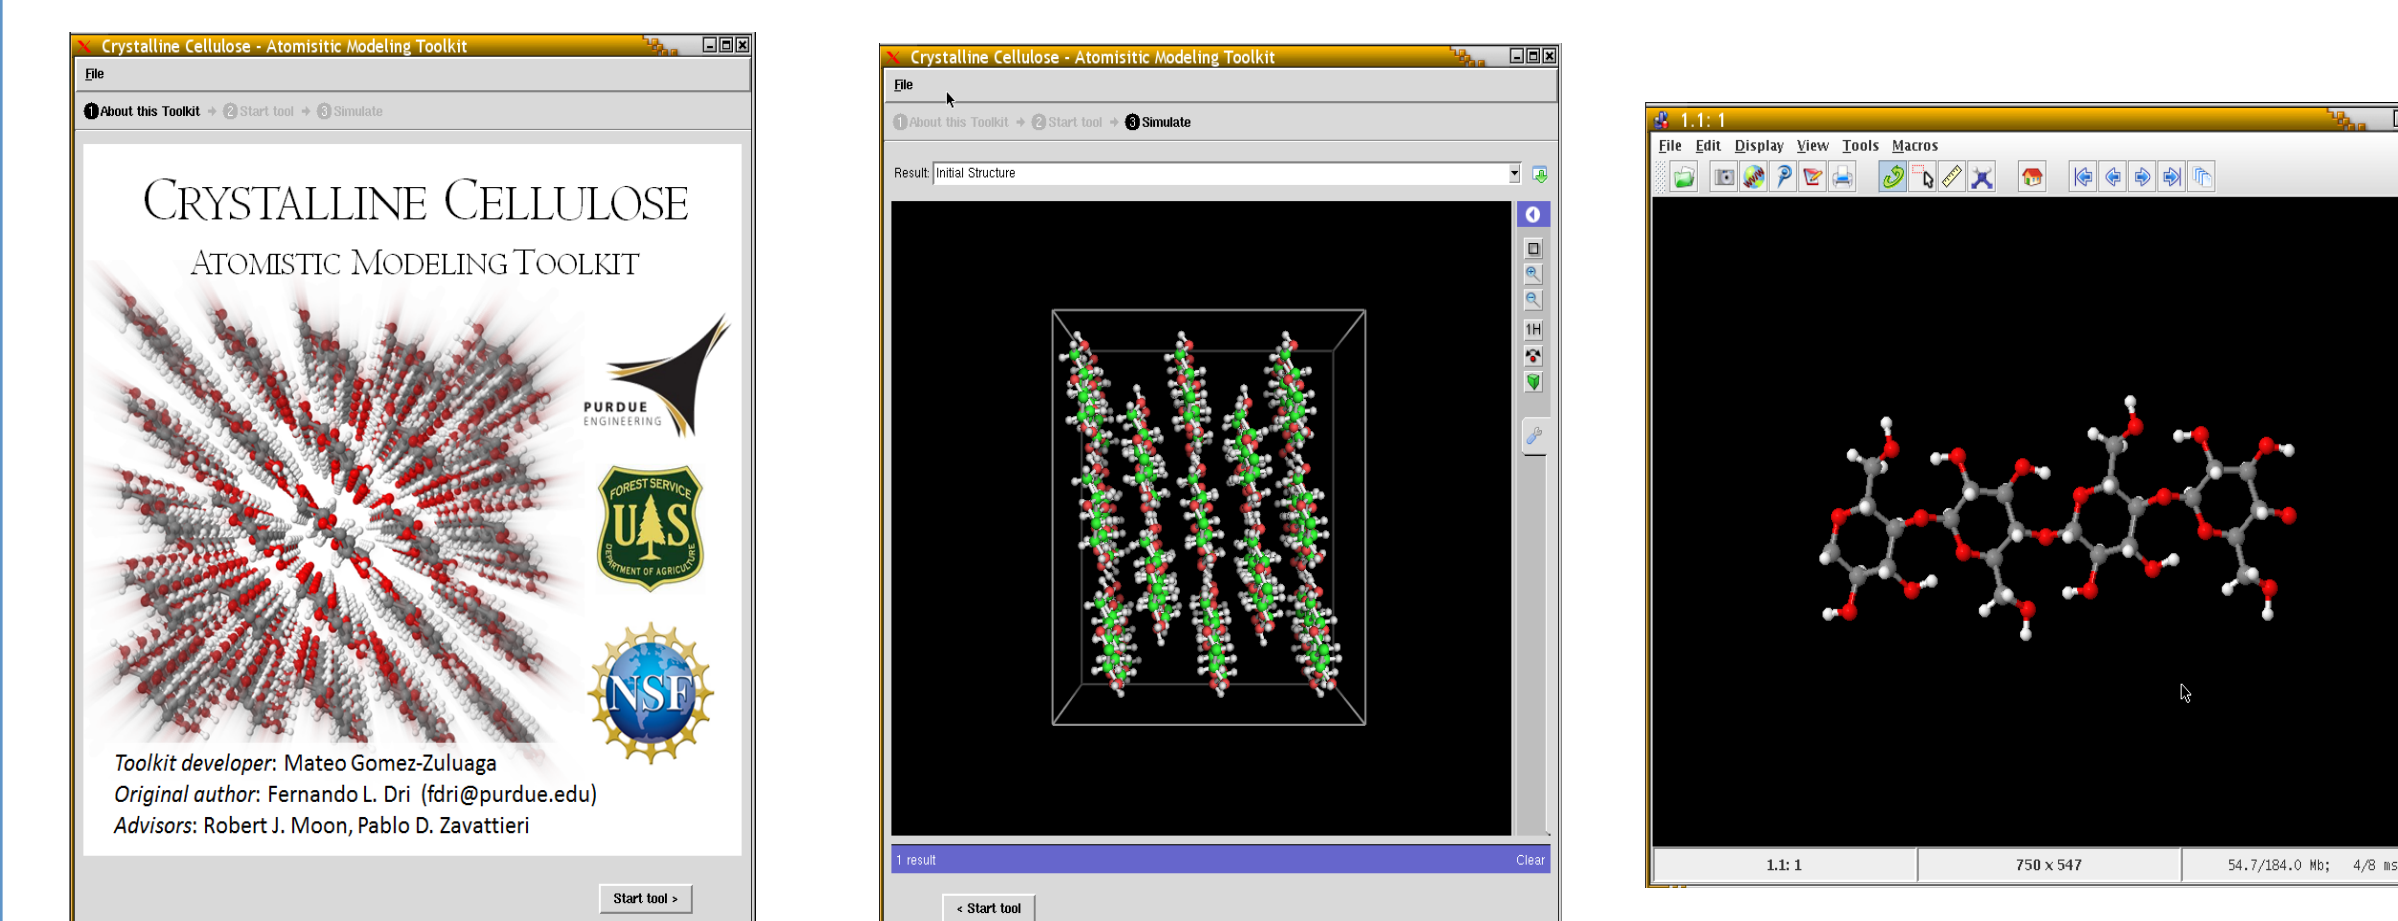 Crystalline Cellulose - Atomisitic Modeling Toolkit
File
1 About this Toolkit → 2 Start tool → 3 Simulate
CRYSTALLINE CELLULOSE
ATOMISTIC MODELING TOOLKIT
PURDUE
ENGINEERING
FOREST SERVICE
U S
DEPARTMENT OF AGRICULTURE
NSF
Toolkit developer: Mateo Gomez-Zuluaga
Original author: Fernando L. Dri (fdri@purdue.edu)
Advisors: Robert J. Moon, Pablo D. Zavattieri
Start tool >
Crystalline Cellulose - Atomisitic Modeling Toolkit
File
1 About this Toolkit → 2 Start tool → 3 Simulate
Result: Initial Structure
1H
1 result Clear
< Start tool
1.1: 1
File Edit Display View Tools Macros
1.1: 1 750 x 547 54.7/184.0 Mb; 4/8 ms